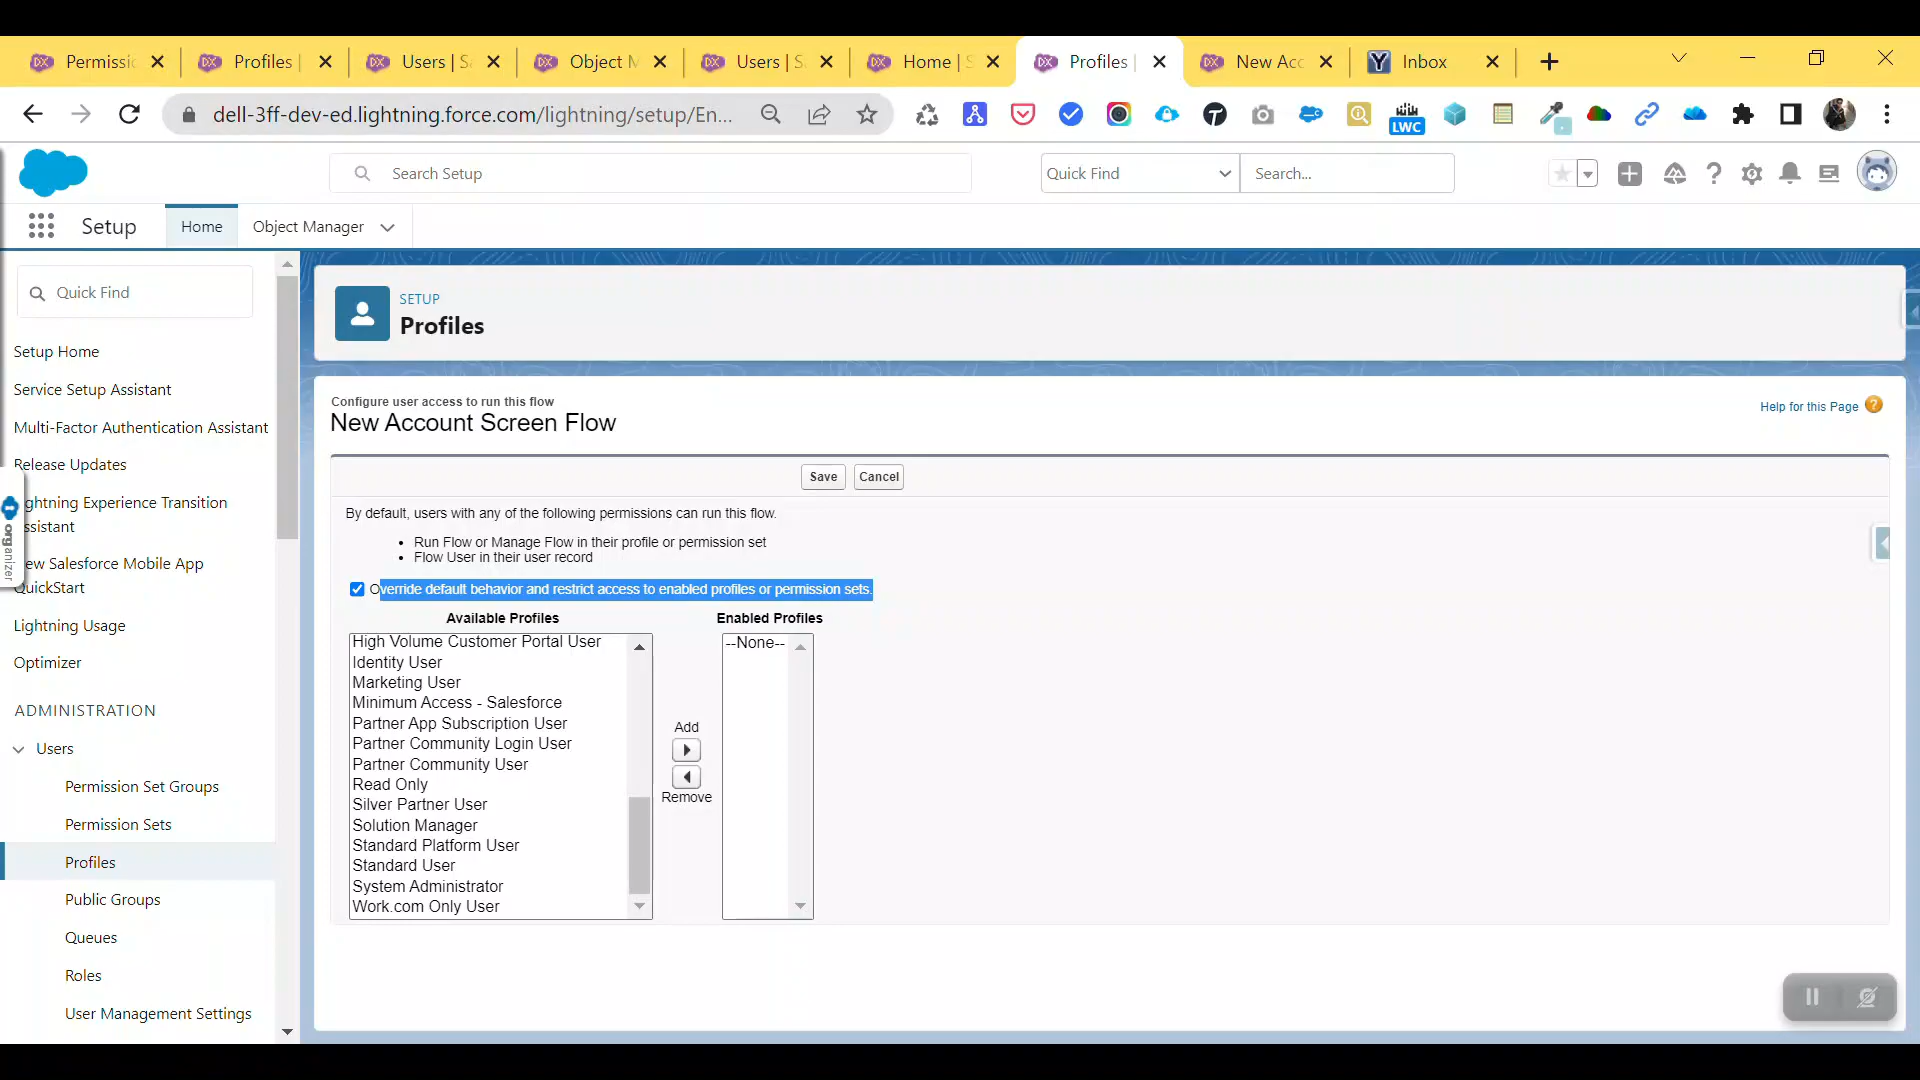 Permissio
Profiles |
Users | S
Object M
Users | S
Home | S
Profiles |
New Acc
Inbox
dell-3ff-dev-ed.lightning.force.com/lightning/setup/En...
LWC
Search Setup
Quick Find
Search...
Setup
Home
Object Manager
Quick Find
Setup Home
Service Setup Assistant
Multi-Factor Authentication Assistant
Release Updates
ightning Experience Transition
ssistant
ew Salesforce Mobile App
QuickStart
Lightning Usage
Optimizer
ADMINISTRATION
Users
Permission Set Groups
Permission Sets
Profiles
Public Groups
Queues
Roles
User Management Settings
organizer
SETUP
Profiles
Configure user access to run this flow
New Account Screen Flow
Help for this Page
Save
Cancel
By default, users with any of the following permissions can run this flow.
• Run Flow or Manage Flow in their profile or permission set
• Flow User in their user record
Override default behavior and restrict access to enabled profiles or permission sets.
Available Profiles
High Volume Customer Portal User
Identity User
Marketing User
Minimum Access - Salesforce
Partner App Subscription User
Partner Community Login User
Partner Community User
Read Only
Silver Partner User
Solution Manager
Standard Platform User
Standard User
System Administrator
Work.com Only User
Add
Remove
Enabled Profiles
--None--